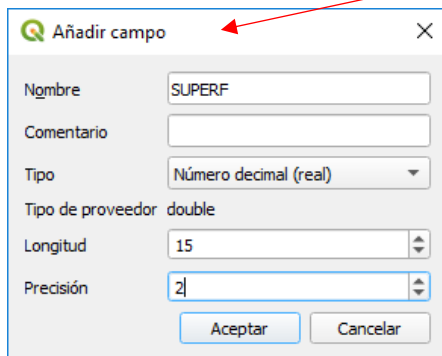 Añadir campo
Nombre SUPERF
Comentario
Tipo Número decimal (real)
Tipo de proveedor double
Longitud 15
Precisión 2
Aceptar Cancelar